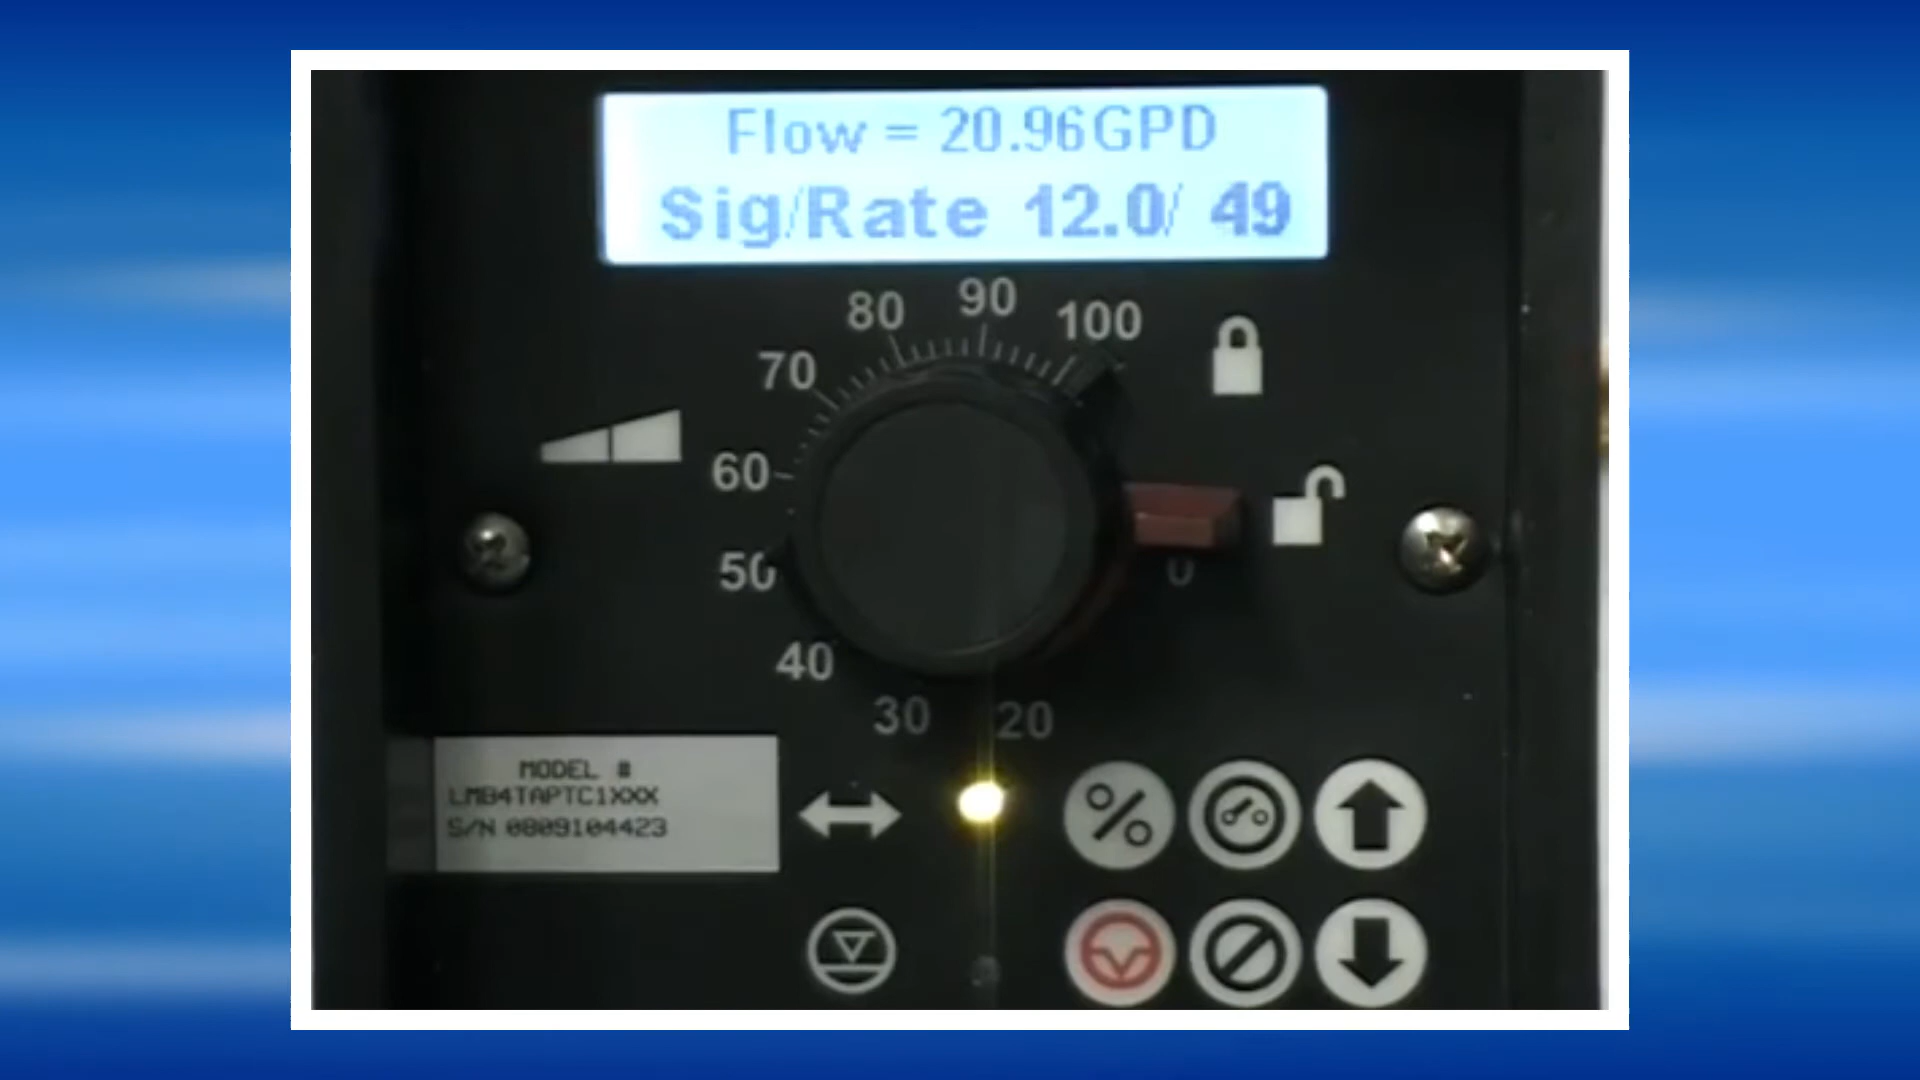 Flow = 20.96GPD
Sig/Rate 12.0/ 49
80 90 100
70
60
50
40
30 20
0
MODEL #
LMB4TAPTC1XXX
S/N 0809104423
%